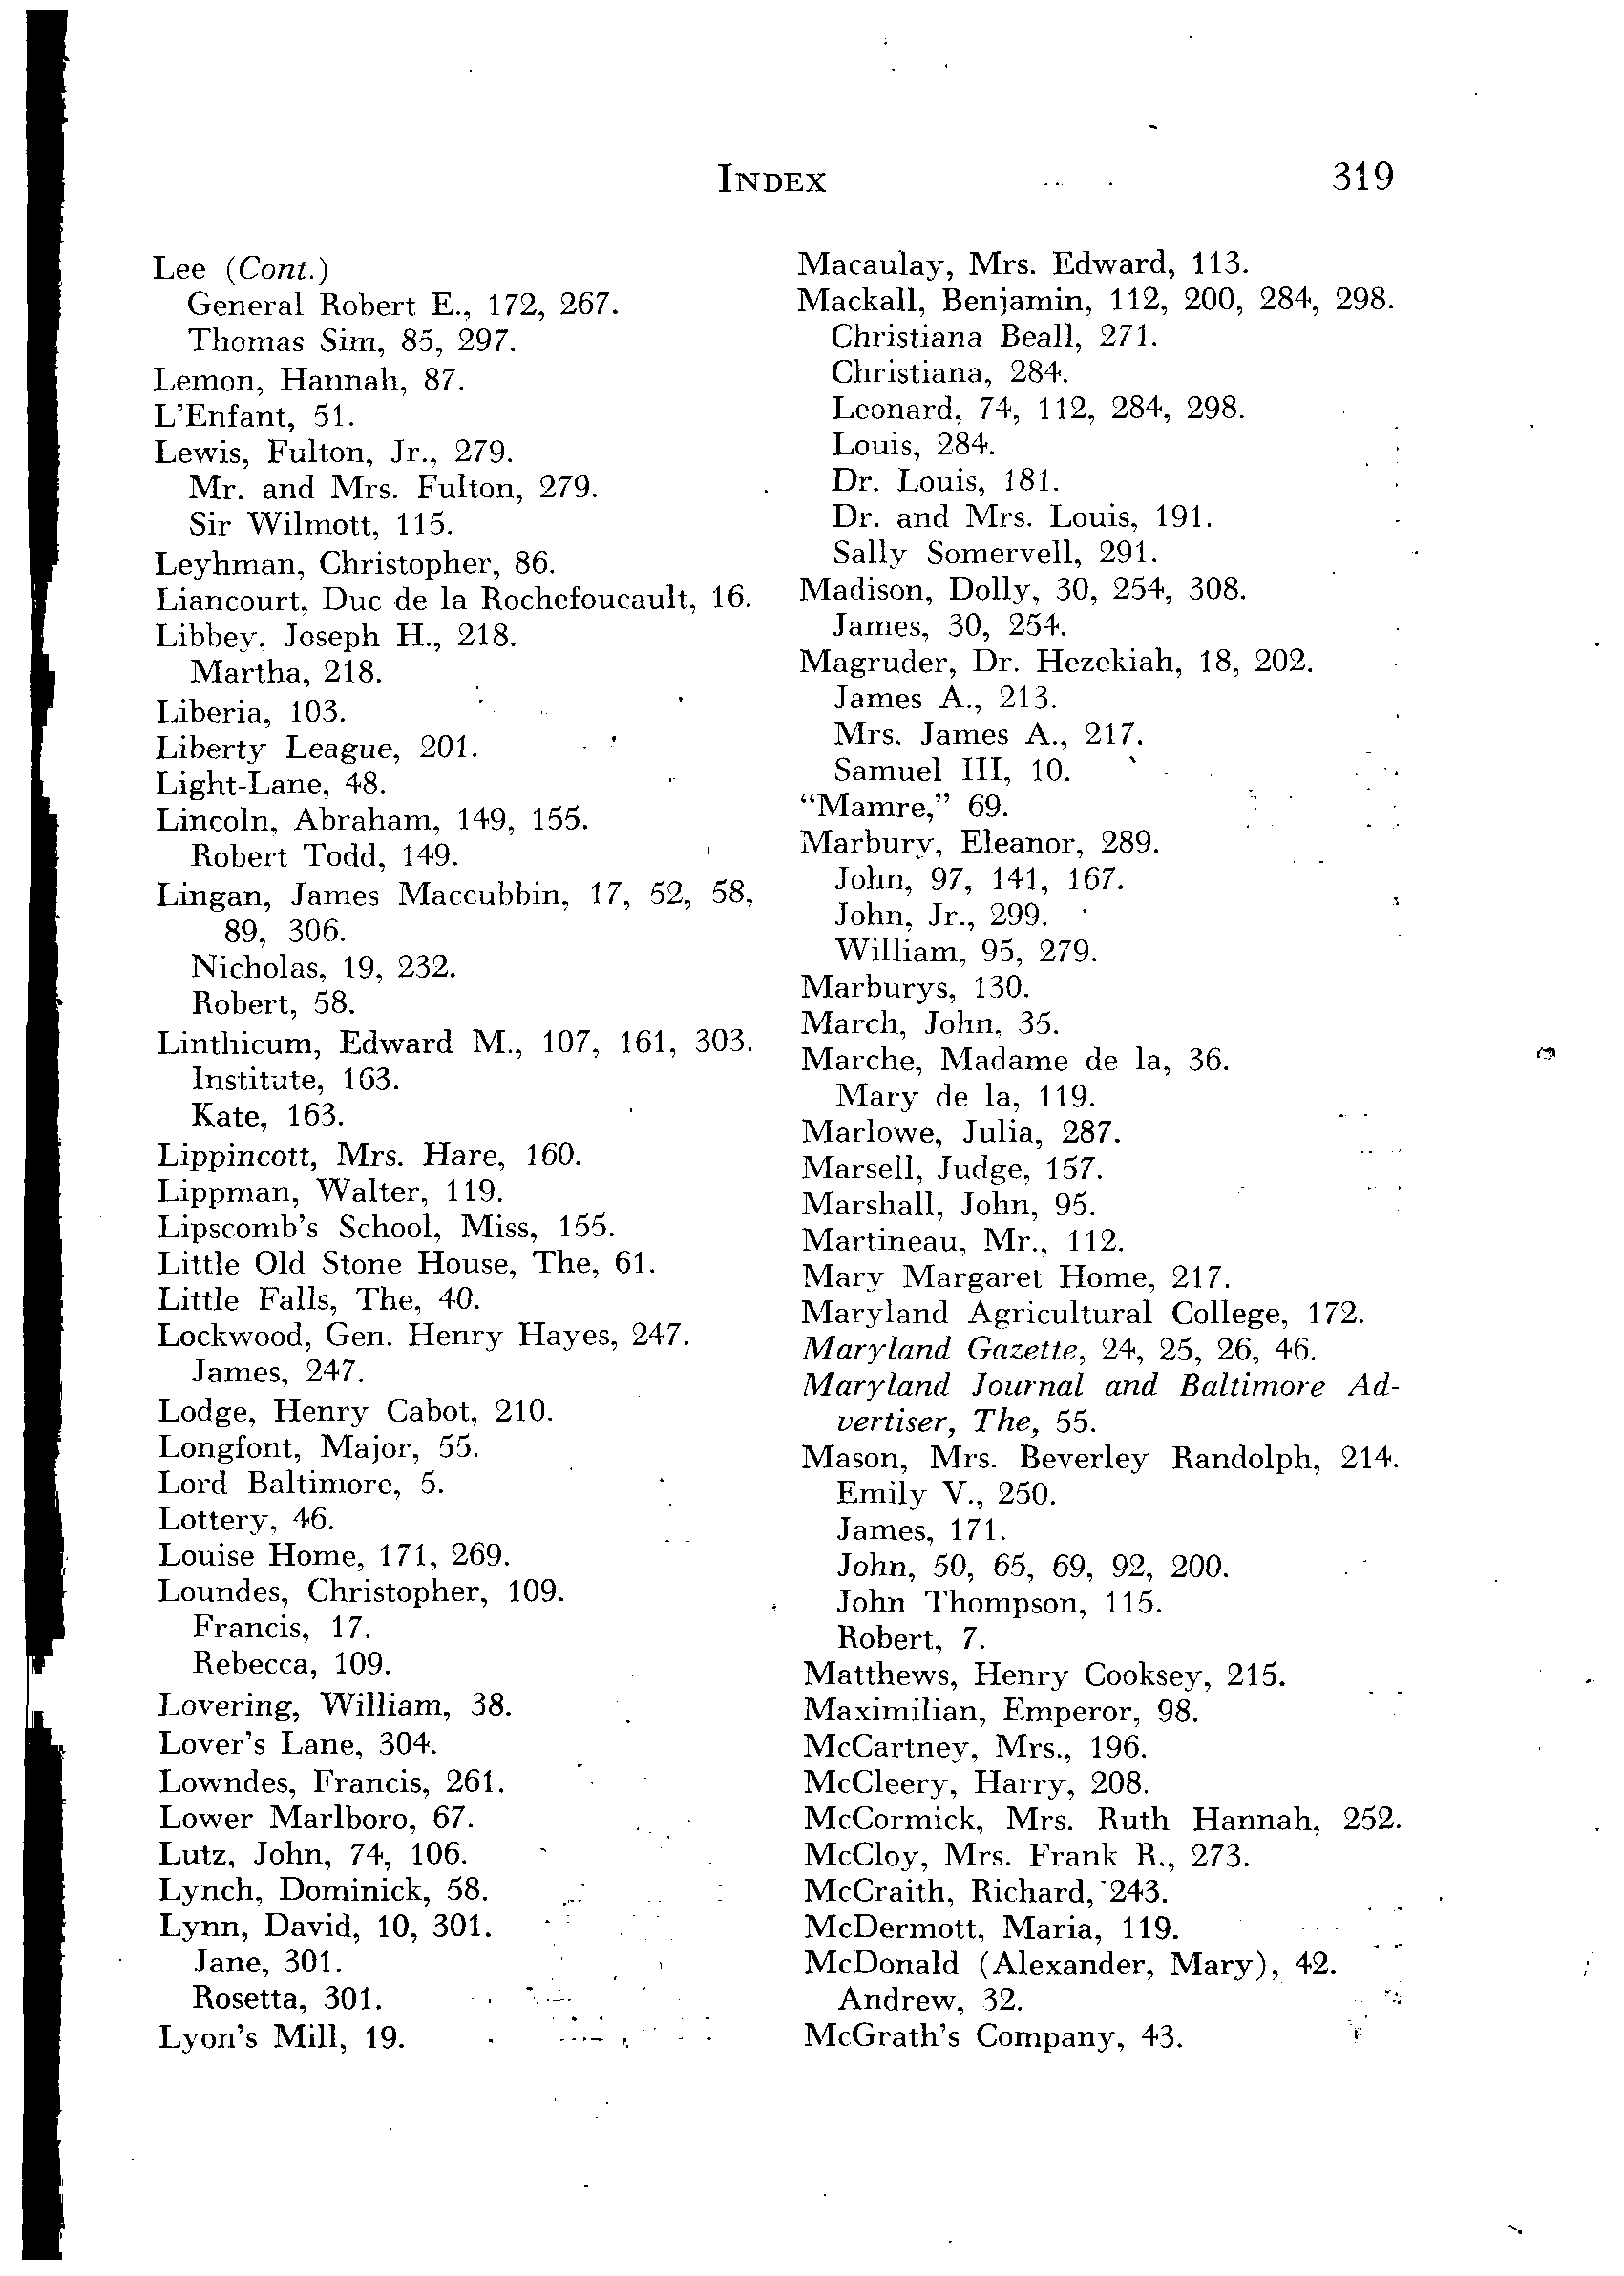 INDEX 319
Lee (Cont.)
General Robert E., 172, 267.
Thomas Sim, 85, 297.
Lemon, Hannah, 87.
L'Enfant, 51.
Lewis, Fulton, Jr., 279.
Mr. and Mrs. Fulton, 279.
Sir Wilmott, 115.
Leyhman, Christopher, 86.
Liancourt, Duc de la Rochefoucault, 16.
Libbey, Joseph H., 218.
Martha, 218.
Liberia, 103.
Liberty League, 201.
Light-Lane, 48.
Lincoln, Abraham, 149, 155.
Robert Todd, 149.
Lingan, James Maccubbin, 17, 52, 58,
89, 306.
Nicholas, 19, 232.
Robert, 58.
Linthicum, Edward M., 107, 161, 303.
Institute, 163.
Kate, 163.
Lippincott, Mrs. Hare, 160.
Lippman, Walter, 119.
Lipscomb's School, Miss, 155.
Little Old Stone House, The, 61.
Little Falls, The, 40.
Lockwood, Gen. Henry Hayes, 247.
James, 247.
Lodge, Henry Cabot, 210.
Longfont, Major, 55.
Lord Baltimore, 5.
Lottery, 46.
Louise Home, 171, 269.
Loundes, Christopher, 109.
Francis, 17.
Rebecca, 109.
Lovering, William, 38.
Lover's Lane, 304.
Lowndes, Francis, 261.
Lower Marlboro, 67.
Lutz, John, 74, 106.
Lynch, Dominick, 58.
Lynn, David, 10, 301.
Jane, 301.
Rosetta, 301.
Lyon's Mill, 19.
Macaulay, Mrs. Edward, 113.
Mackall, Benjamin, 112, 200, 284, 298.
Christiana Beall, 271.
Christiana, 284.
Leonard, 74, 112, 284, 298.
Louis, 284.
Dr. Louis, 181.
Dr. and Mrs. Louis, 191.
Sally Somervell, 291.
Madison, Dolly, 30, 254, 308.
James, 30, 254.
Magruder, Dr. Hezekiah, 18, 202.
James A., 213.
Mrs. James A., 217.
Samuel III, 10.
"Mamre," 69.
Marbury, Eleanor, 289.
John, 97, 141, 167.
John, Jr., 299.
William, 95, 279.
Marburys, 130.
March, John, 35.
Marche, Madame de la, 36.
Mary de la, 119.
Marlowe, Julia, 287.
Marsell, Judge, 157.
Marshall, John, 95.
Martineau, Mr., 112.
Mary Margaret Home, 217.
Maryland Agricultural College, 172.
Maryland Gazette, 24, 25, 26, 46.
Maryland Journal and Baltimore Ad-
vertiser, The, 55.
Mason, Mrs. Beverley Randolph, 214.
Emily V., 250.
James, 171.
John, 50, 65, 69, 92, 200.
John Thompson, 115.
Robert, 7.
Matthews, Henry Cooksey, 215.
Maximilian, Emperor, 98.
McCartney, Mrs., 196.
McCleery, Harry, 208.
McCormick, Mrs. Ruth Hannah, 252.
McCloy, Mrs. Frank R., 273.
McCraith, Richard, 243.
McDermott, Maria, 119.
McDonald (Alexander, Mary), 42.
Andrew, 32.
McGrath's Company, 43.